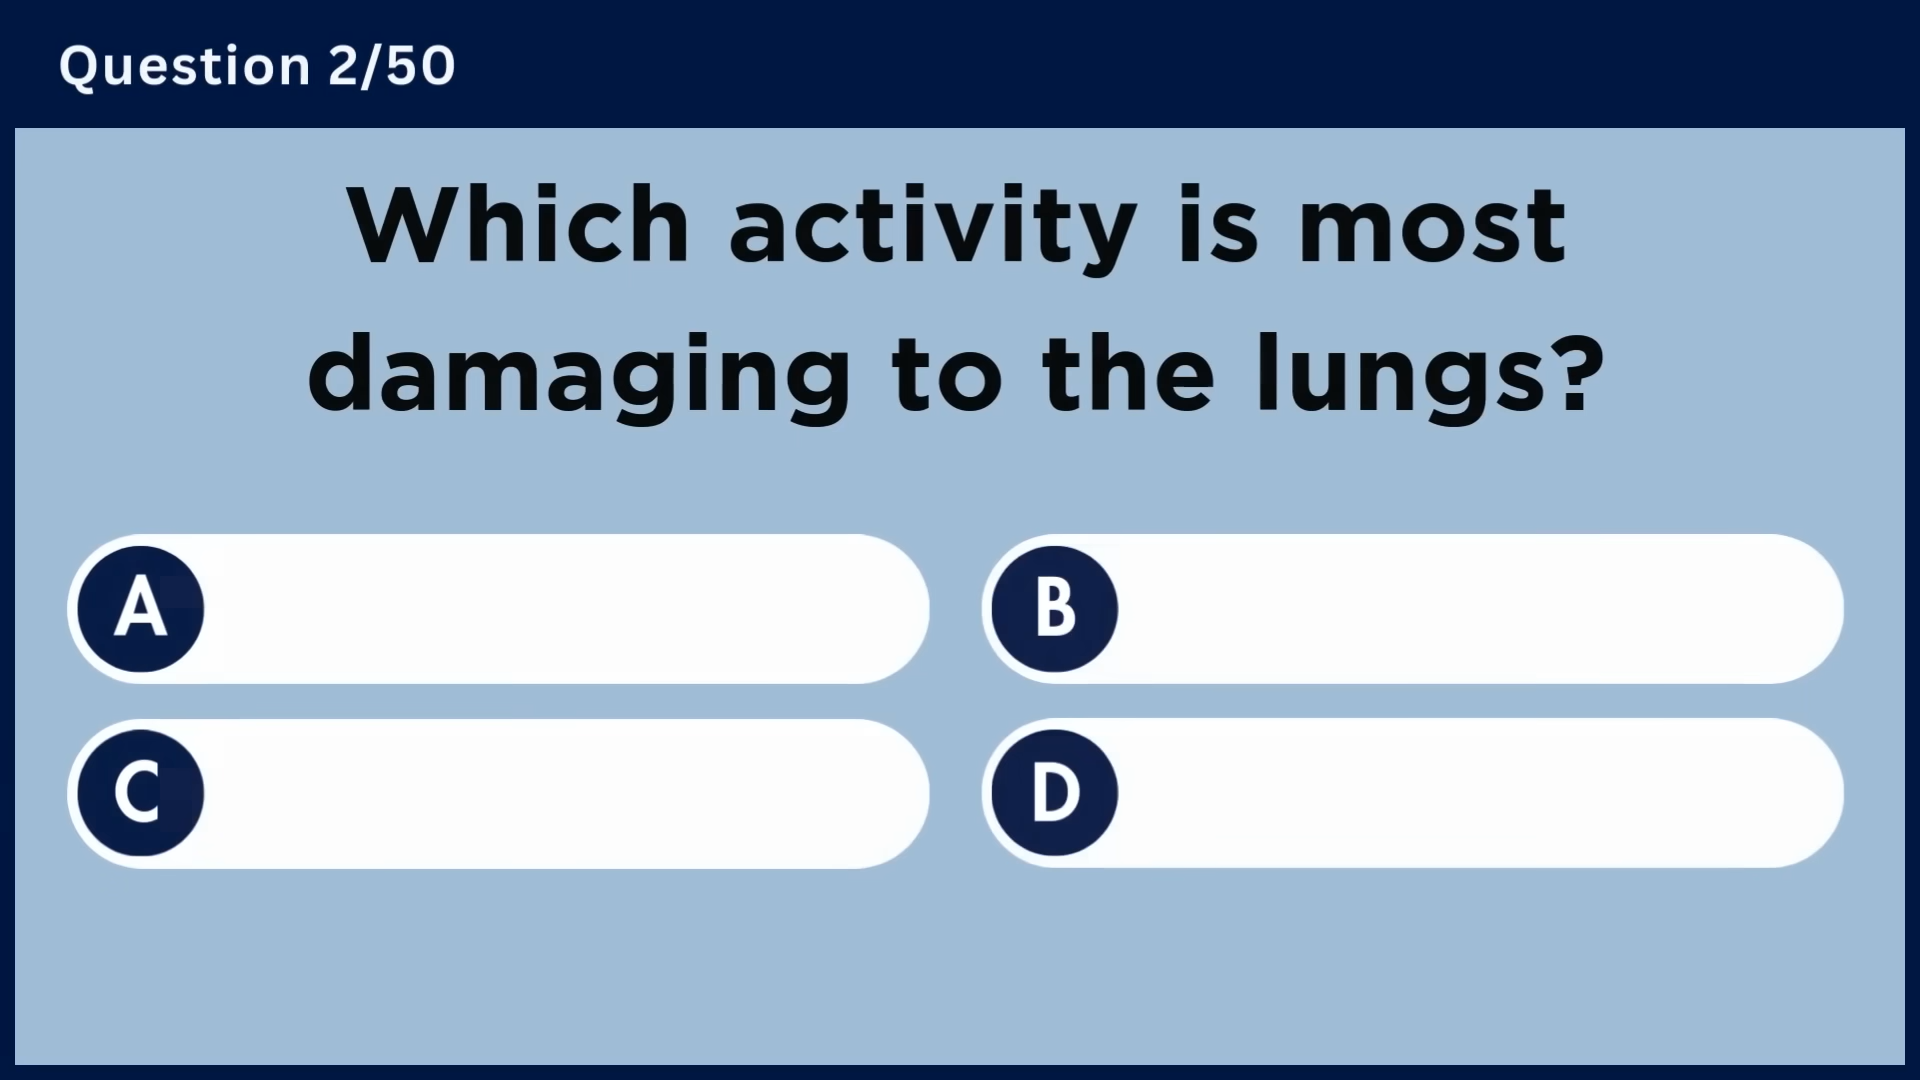 Question 2/50
Which activity is most
damaging to the lungs?
A
B
C
D